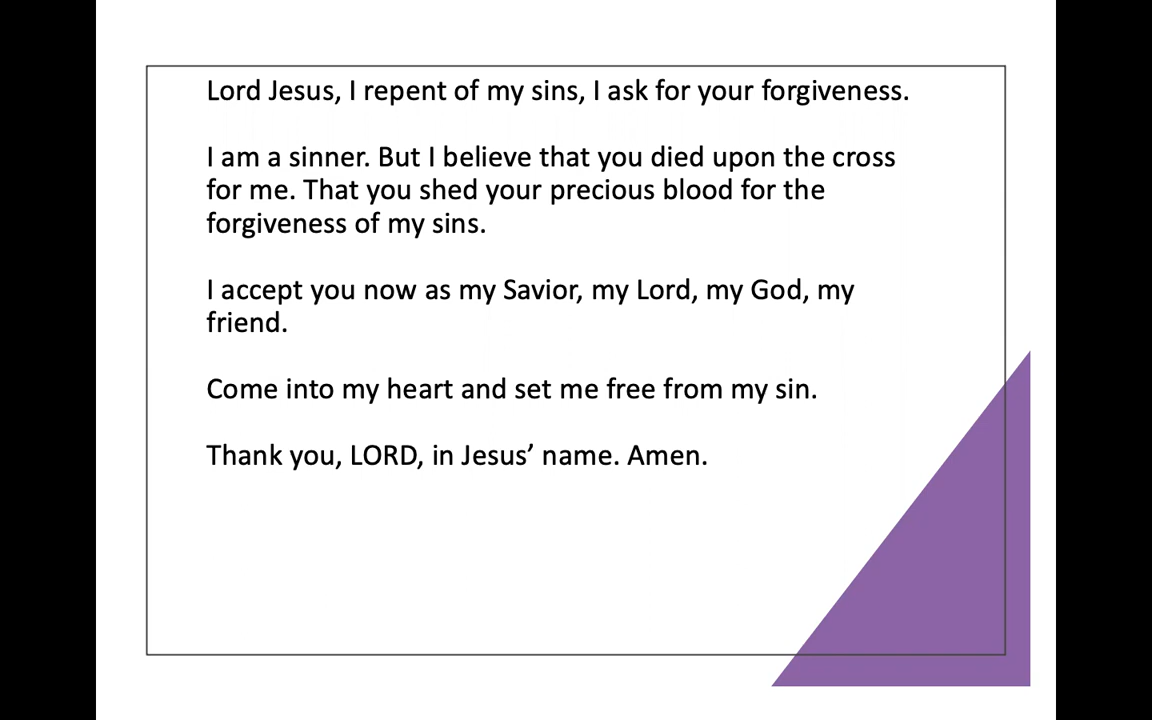 Lord Jesus, I repent of my sins, I ask for your forgiveness.
I am a sinner. But I believe that you died upon the cross
for me. That you shed your precious blood for the
forgiveness of my sins.
I accept you now as my Savior, my Lord, my God, my
friend.
Come into my heart and set me free from my sin.
Thank you, LORD, in Jesus’ name. Amen.